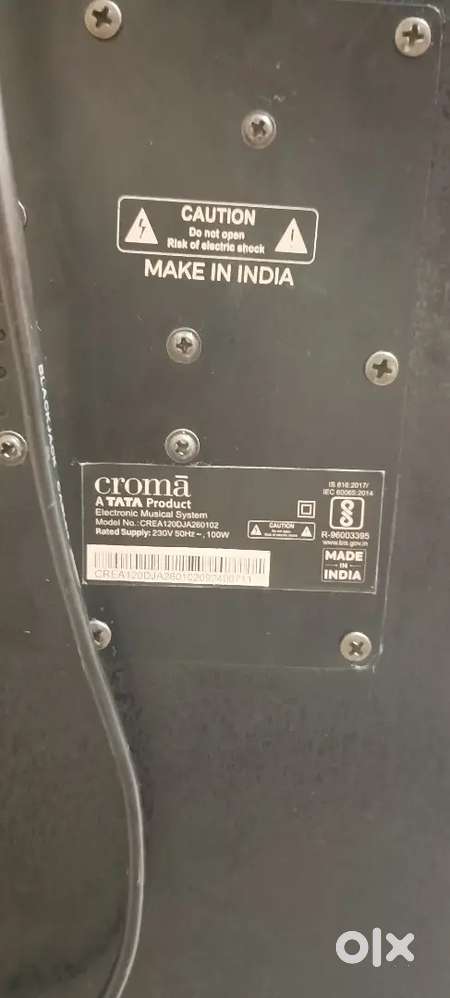 CAUTION
Do not open
Risk of electric shock
MAKE IN INDIA
cromā
A TATA Product
Electronic Musical System
Model No.:CREA120DJA260102
Rated Supply: 230V 50Hz ~, 100W
CAUTION
IS 616:2017/
IEC 60065:2014
R-96003395
www.bis.gov.in
MADE
IN
INDIA
olx